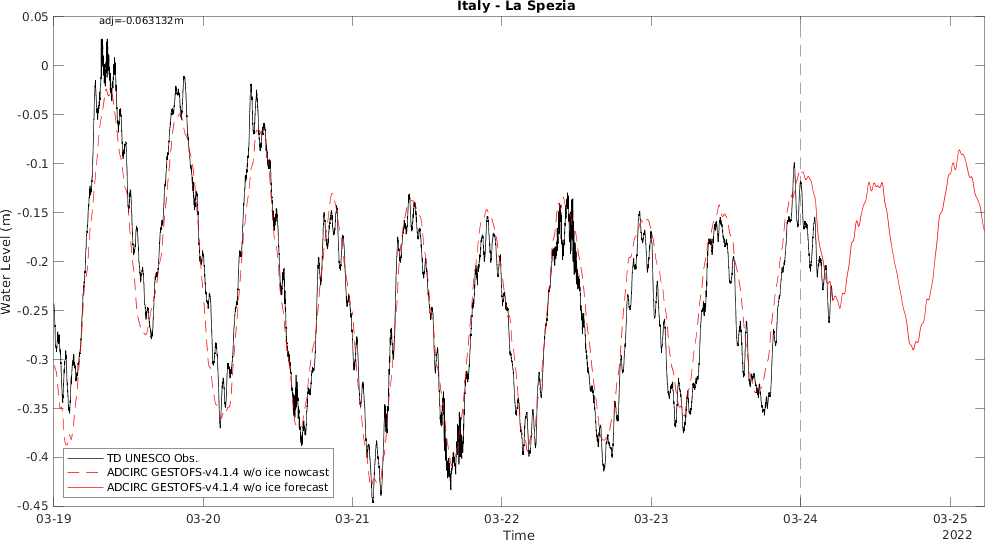 Italy - La Spezia
adj=-0.063132m
0.05
0
-0.05
-0.1
-0.15
-0.2
-0.25
-0.3
-0.35
-0.4
-0.45
Water Level (m)
TD UNESCO Obs.
ADCIRC GESTOFS-v4.1.4 w/o ice nowcast
ADCIRC GESTOFS-v4.1.4 w/o ice forecast
03-19 03-20 03-21 03-22 03-23 03-24 03-25
Time
2022